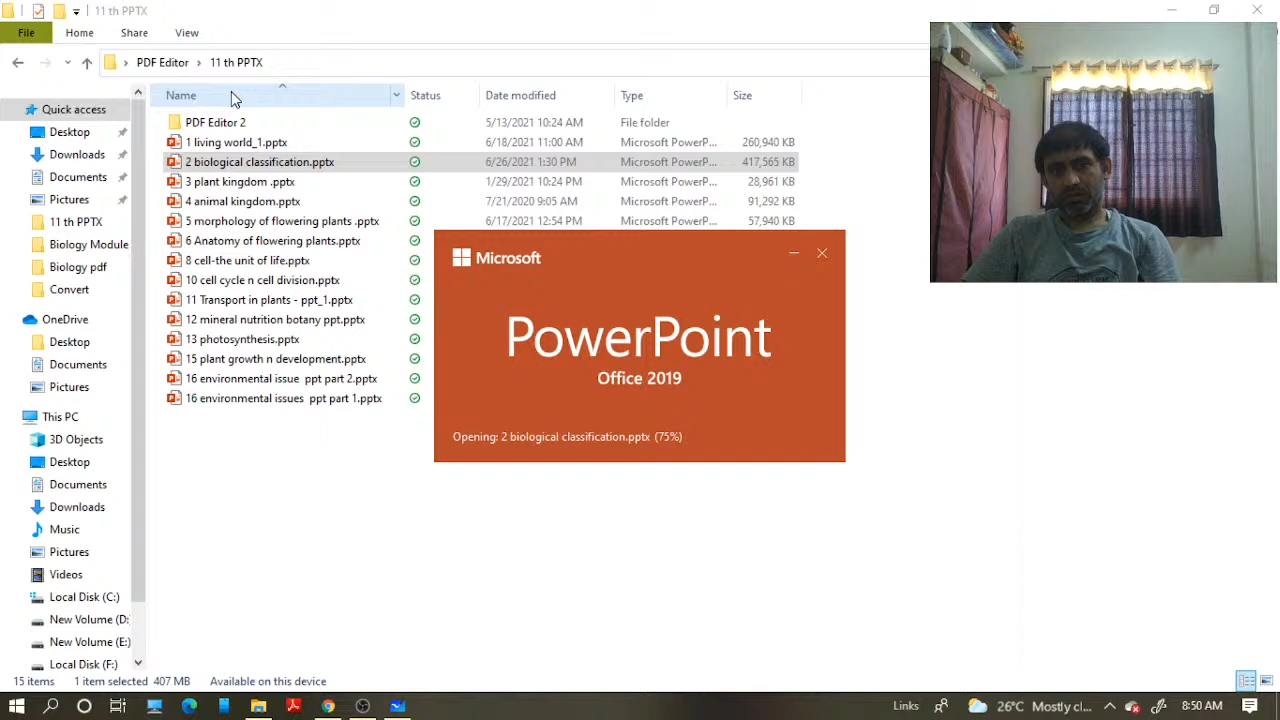 11 th PPTX
File Home Share View
PDF Editor 11 th PPTX
Name Status Date modified Type Size
Quick access
Desktop
Downloads
Documents
Pictures
11 th PPTX
Biology Module
Biology pdf
Convert
OneDrive
Desktop
Documents
Pictures
This PC
3D Objects
Desktop
Documents
Downloads
Music
Pictures
Videos
Local Disk (C:)
New Volume (D:
New Volume (E:)
Local Disk (F:)
PDF Editor 2 5/13/2021 10:24 AM File folder
1 living world_1.pptx 6/18/2021 11:00 AM Microsoft PowerP... 260,940 KB
2 biological classification.pptx 6/26/2021 1:30 PM Microsoft PowerP... 417,565 KB
3 plant kingdom .pptx 1/29/2021 10:24 PM Microsoft PowerP... 28,961 KB
4 animal kingdom.pptx 7/21/2020 9:05 AM Microsoft PowerP... 91,292 KB
5 morphology of flowering plants .pptx 6/17/2021 12:54 PM Microsoft PowerP... 57,940 KB
6 Anatomy of flowering plants.pptx
8 cell-the unit of life.pptx
10 cell cycle n cell division.pptx
11 Transport in plants - ppt_1.pptx
12 mineral nutrition botany ppt.pptx
13 photosynthesis.pptx
15 plant growth n development.pptx
16 environmental issue ppt part 2.pptx
16 environmental issues ppt part 1.pptx
Microsoft
PowerPoint
Office 2019
Opening: 2 biological classification.pptx (75%)
15 items 1 item selected 407 MB Available on this device
Links 26°C Mostly cl... 8:50 AM